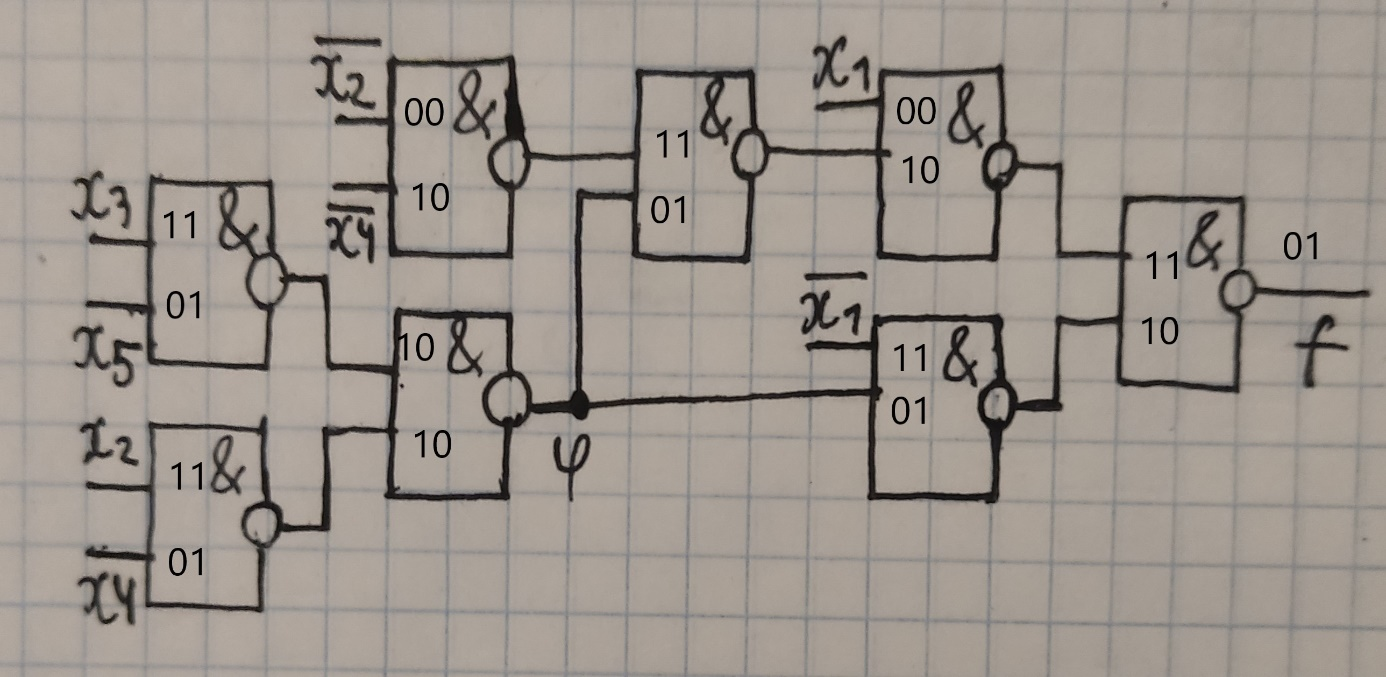 x̅2̅ 00 & 10 x̅4̅
& 11 01
x1 00 & 10
x3 11 & 01 x5
10 & 10
φ
x̅1̅ 11 & 01
11 & 10
01
f
x2 11 & 01 x4